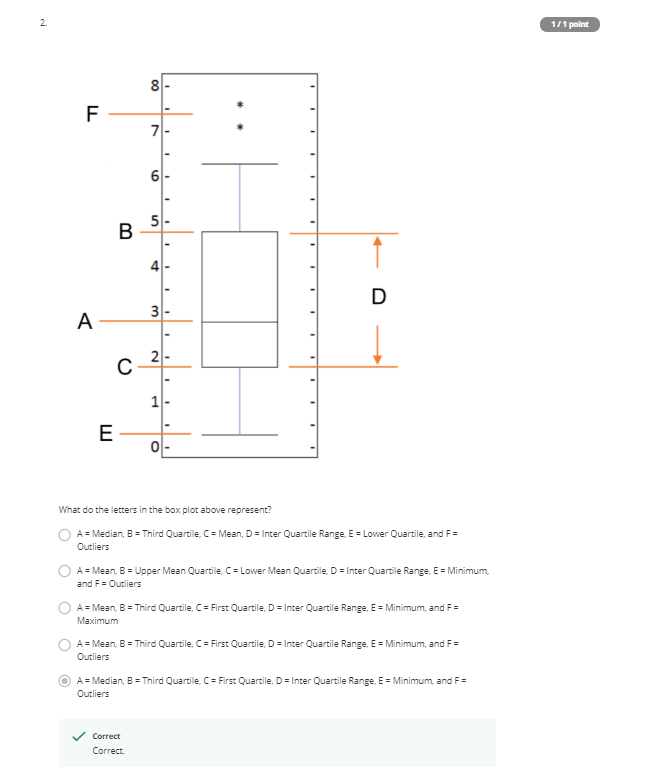 2.
1 / 1 point
8
F
7
6
5
B
4
D
3
A
2
C
1
E
0
What do the letters in the box plot above represent?
A = Median, B = Third Quartile, C = Mean, D = Inter Quartile Range, E = Lower Quartile, and F =
Outliers
A = Mean, B = Upper Mean Quartile, C = Lower Mean Quartile, D = Inter Quartile Range, E = Minimum,
and F = Outliers
A = Mean, B = Third Quartile, C = First Quartile, D = Inter Quartile Range, E = Minimum, and F =
Maximum
A = Mean, B = Third Quartile, C = First Quartile, D = Inter Quartile Range, E = Minimum, and F =
Outliers
A = Median, B = Third Quartile, C = First Quartile, D = Inter Quartile Range, E = Minimum, and F =
Outliers
Correct
Correct.